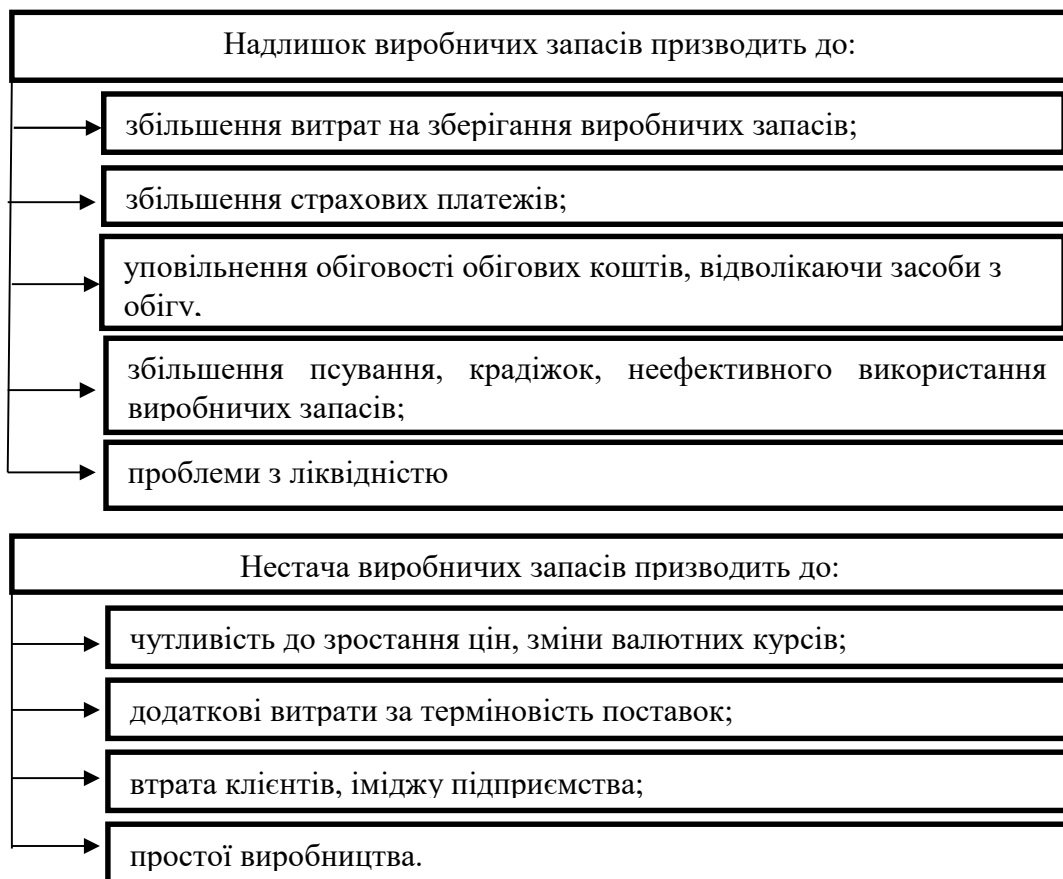 Надлишок виробничих запасів призводить до:
збільшення витрат на зберігання виробничих запасів;
збільшення страхових платежів;
уповільнення обіговості обігових коштів, відволікаючи засоби з
обігу.
збільшення псування, крадіжок, неефективного використання
виробничих запасів;
проблеми з ліквідністю
Нестача виробничих запасів призводить до:
чутливість до зростання цін, зміни валютних курсів;
додаткові витрати за терміновість поставок;
втрата клієнтів, іміджу підприємства;
простої виробництва.